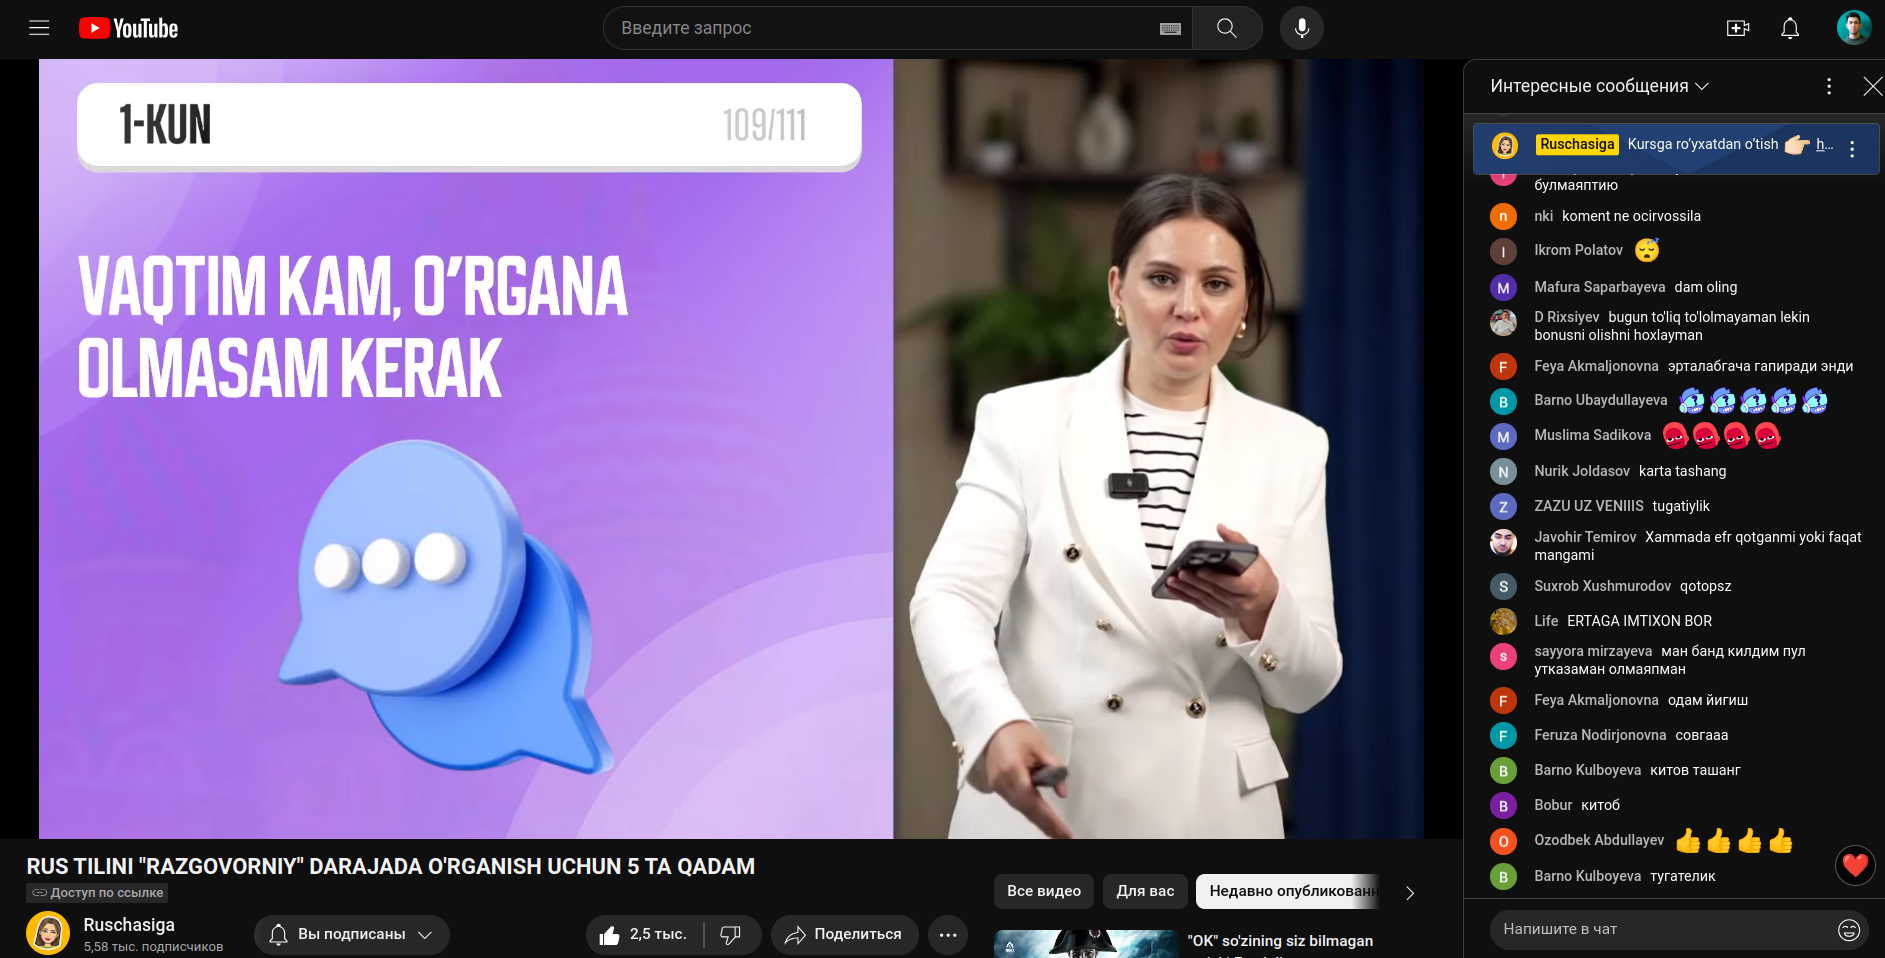 YouTube
Введите запрос
1-KUN
109/111
VAQTIM KAM, O'RGANA
OLMASAM KERAK
RUS TILINI "RAZGOVORNIY" DARAJADA O'RGANISH UCHUN 5 TA QADAM
Доступ по ссылке
Ruschasiga
5,58 тыс. подписчиков
Вы подписаны
2,5 тыс.
Поделиться
Все видео
Для вас
Недавно опубликованн
"OK" so'zining siz bilmagan
Интересные сообщения
Ruschasiga Kursga ro'yxatdan o'tish 👉🏻 h...
булмаяптию
nki koment ne ocirvossila
Ikrom Polatov 😴
Mafura Saparbayeva dam oling
D Rixsiyev bugun to'liq to'lolmayaman lekin
bonusni olishni hoxlayman
Feya Akmaljonovna эрталабгача гапиради энди
Barno Ubaydullayeva
Muslima Sadikova
Nurik Joldasov karta tashang
ZAZU UZ VENIIIS tugatiylik
Javohir Temirov Xammada efr qotganmi yoki faqat
mangami
Suxrob Xushmurodov qotopsz
Life ERTAGA IMTIXON BOR
sayyora mirzayeva ман банд килдим пул
утказаман олмаяпман
Feya Akmaljonovna одам йигиш
Feruza Nodirjonovna совгааа
Barno Kulboyeva китов ташанг
Bobur китоб
Ozodbek Abdullayev 👍👍👍👍
Barno Kulboyeva тугателик
Напишите в чат